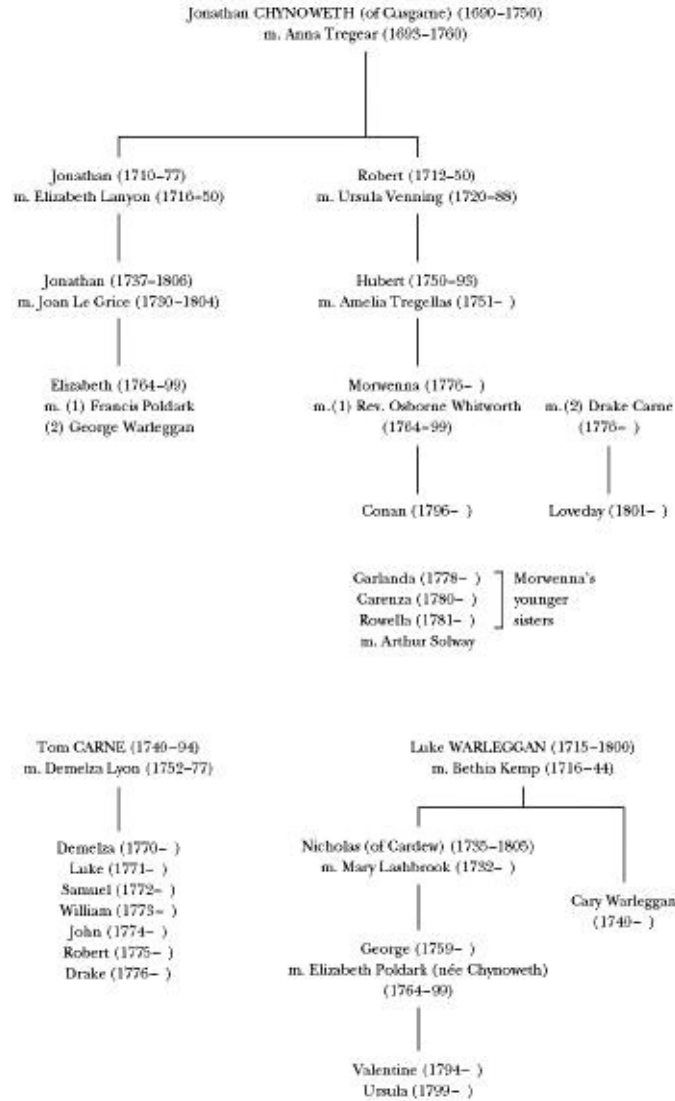 Jonathan CHYNOWETH (of Cusgarne) (1690–1750)
m. Anna Tregear (1693–1760)
Jonathan (1710–77)
m. Elizabeth Lanyon (1716–50)
Robert (1712–50)
m. Ursula Venning (1720–88)
Jonathan (1737–1806)
m. Joan Le Grice (1730–1804)
Hubert (1750–93)
m. Amelia Tregellas (1751– )
Elizabeth (1764–99)
m. (1) Francis Poldark
(2) George Warleggan
Morwenna (1776– )
m.(1) Rev. Osborne Whitworth
(1764–99)
m.(2) Drake Carne
(1776– )
Conan (1796– )
Loveday (1801– )
Garlanda (1778– )
Carenza (1780– )
Rowella (1781– )
m. Arthur Solway
Morwenna's
younger
sisters
Tom CARNE (1740–94)
m. Demelza Lyon (1752–77)
Demelza (1770– )
Luke (1771– )
Samuel (1772– )
William (1773– )
John (1774– )
Robert (1775– )
Drake (1776– )
Luke WARLEGGAN (1715–1800)
m. Bethia Kemp (1716–44)
Nicholas (of Cardew) (1735–1805)
m. Mary Lashbrook (1732– )
Cary Warleggan
(1740– )
George (1759– )
m. Elizabeth Poldark (née Chynoweth)
(1764–99)
Valentine (1794– )
Ursula (1799– )